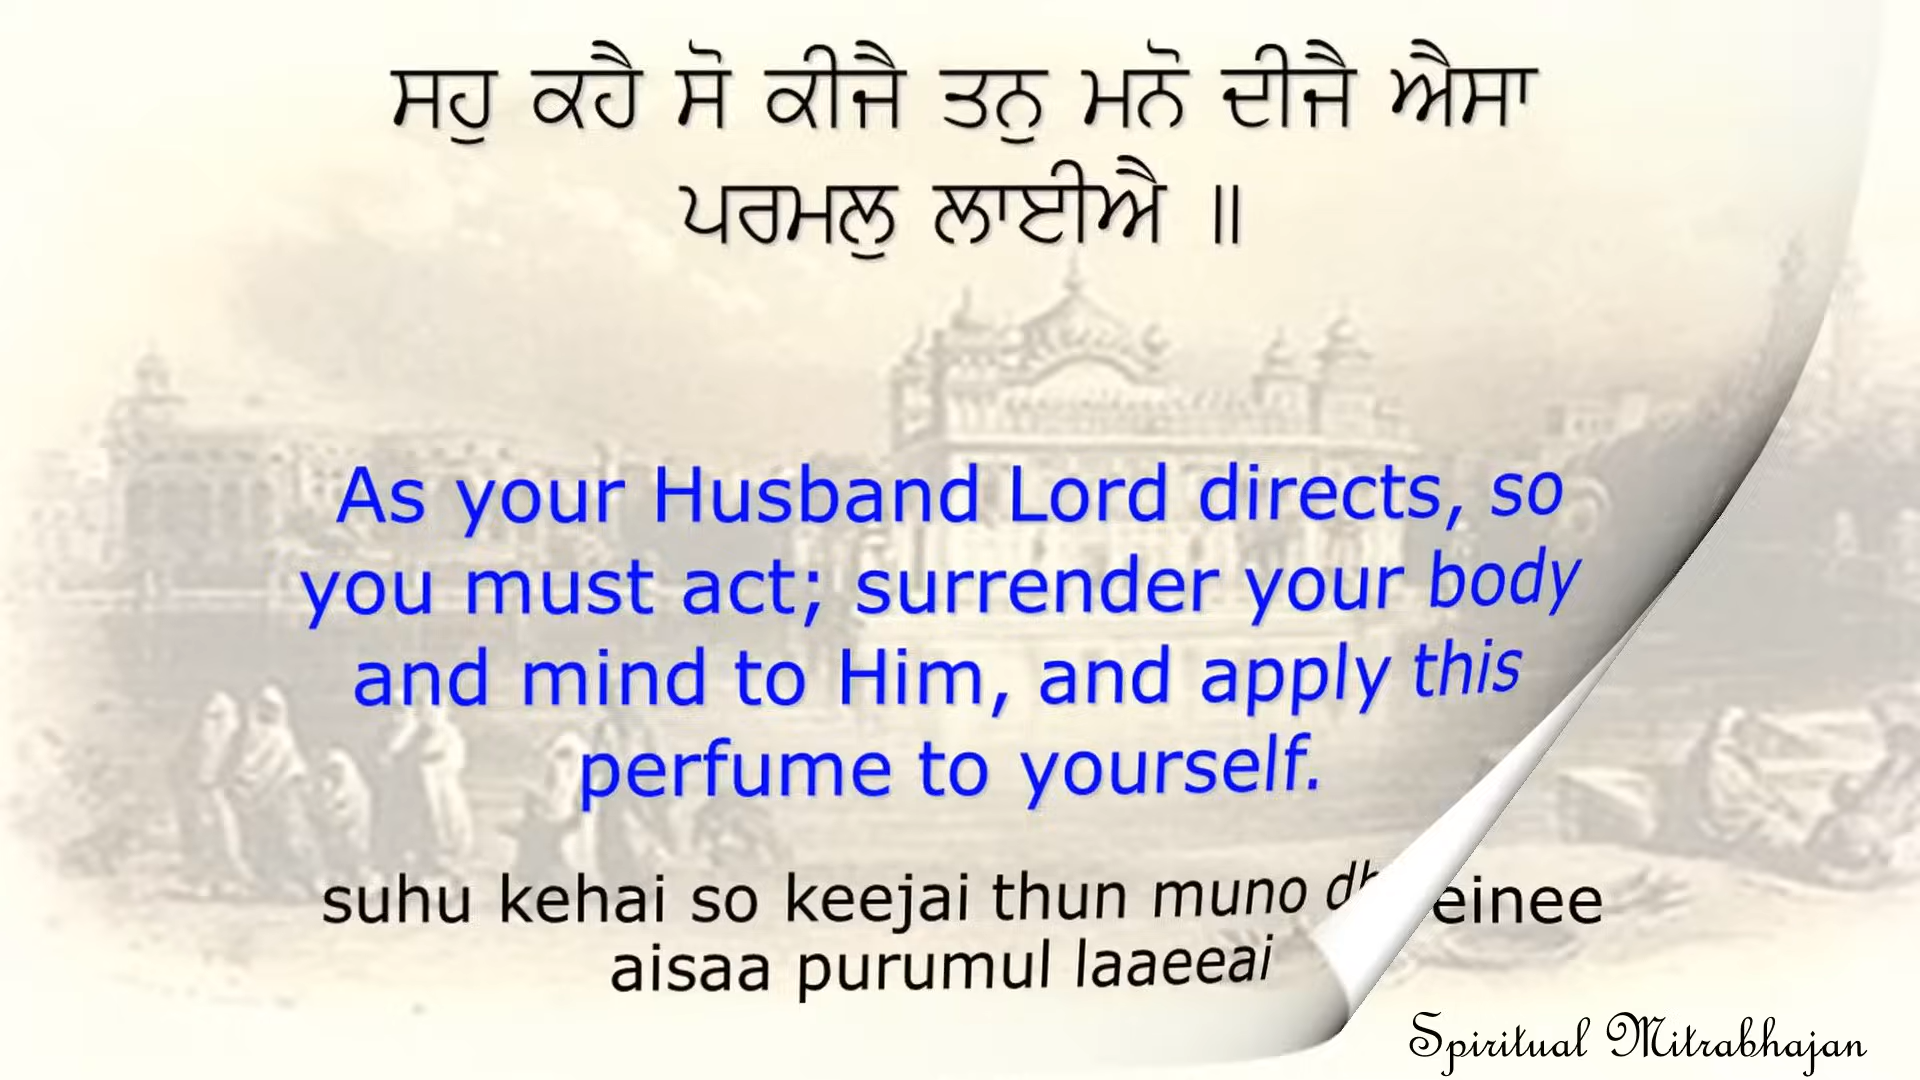 ਸਹੁ ਕਹੈ ਸੋ ਕੀਜੈ ਤਨੁ ਮਨੋ ਦੀਜੈ ਐਸਾ
ਪਰਮਲੁ ਲਾਈਐ ॥
As your Husband Lord directs, so
you must act; surrender your body
and mind to Him, and apply this
perfume to yourself.
suhu kehai so keejai thun muno
aisaa purumul laaeeai
Spiritual Mitrabhajan